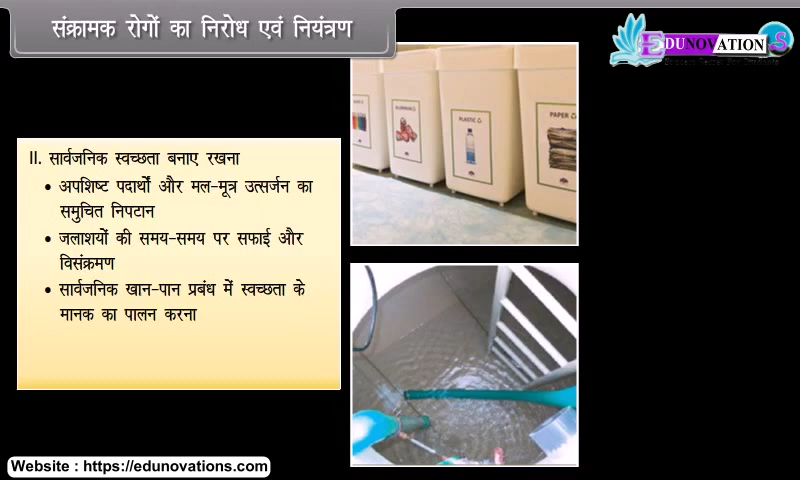 संक्रामक रोगों का निरोध एवं नियंत्रण
EDUNOVATION S
II. सार्वजनिक स्वच्छता बनाए रखना
• अपशिष्ट पदार्थों और मल-मूत्र उत्सर्जन का
समुचित निपटान
• जलाशयों की समय-समय पर सफाई और
विसंक्रमण
• सार्वजनिक खान-पान प्रबंध में स्वच्छता के
मानक का पालन करना
ALUMINIUM
PLASTIC
PAPER
Website : https://edunovations.com